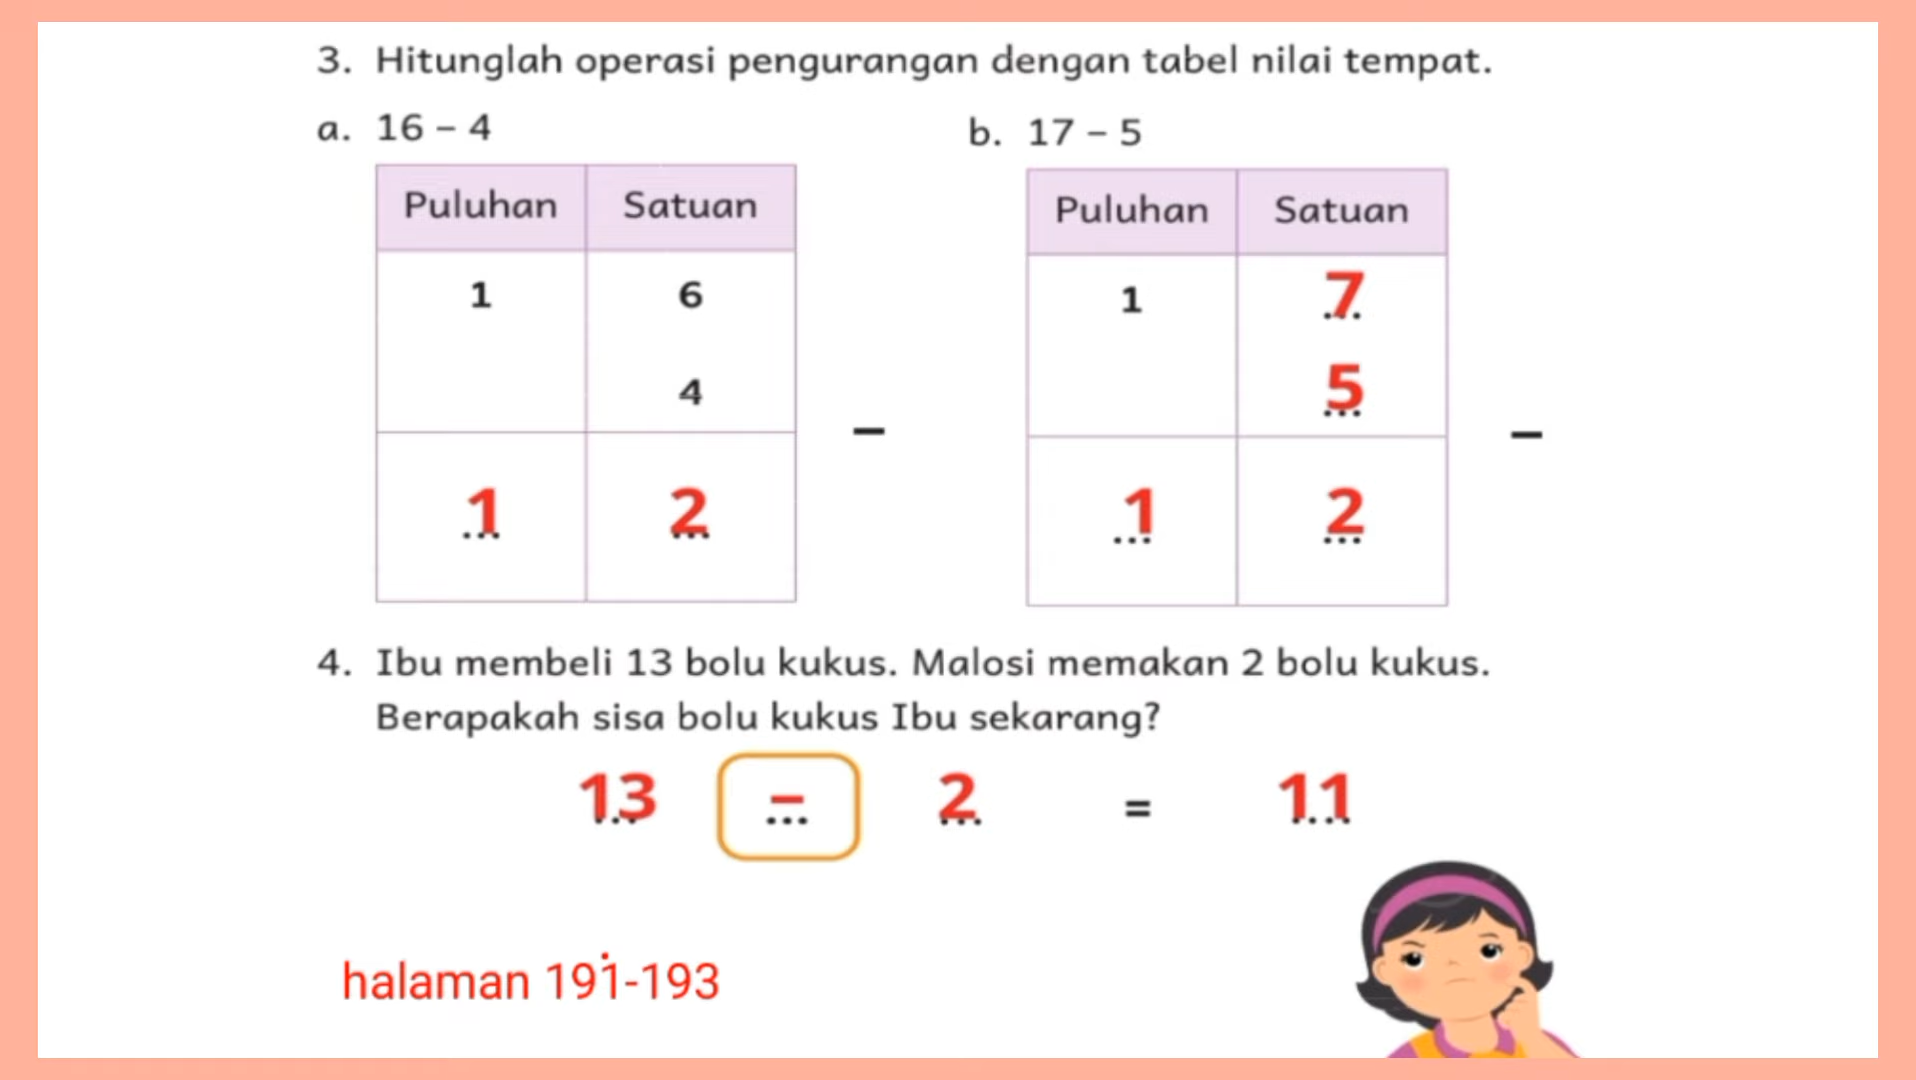 3. Hitunglah operasi pengurangan dengan tabel nilai tempat.
a. 16 – 4
b. 17 – 5
Puluhan Satuan
1 6
4
–
1 2
Puluhan Satuan
1 7
5
–
1 2
4. Ibu membeli 13 bolu kukus. Malosi memakan 2 bolu kukus.
Berapakah sisa bolu kukus Ibu sekarang?
13 – 2 = 11
halaman 191-193